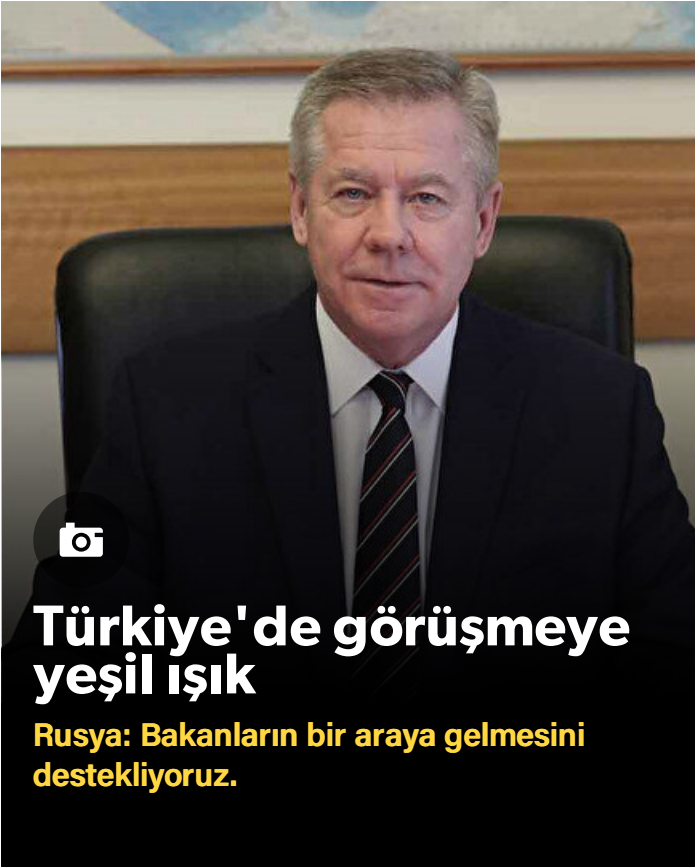 Türkiye'de görüşmeye
yeşil ışık
Rusya: Bakanların bir araya gelmesini
destekliyoruz.